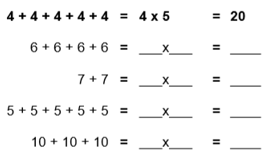 4 + 4 + 4 + 4 + 4 = 4 x 5 = 20
6 + 6 + 6 + 6 = ___x___ = ____
7 + 7 = ___x___ = ____
5 + 5 + 5 + 5 + 5 = ___x___ = ____
10 + 10 + 10 = ___x___ = ____